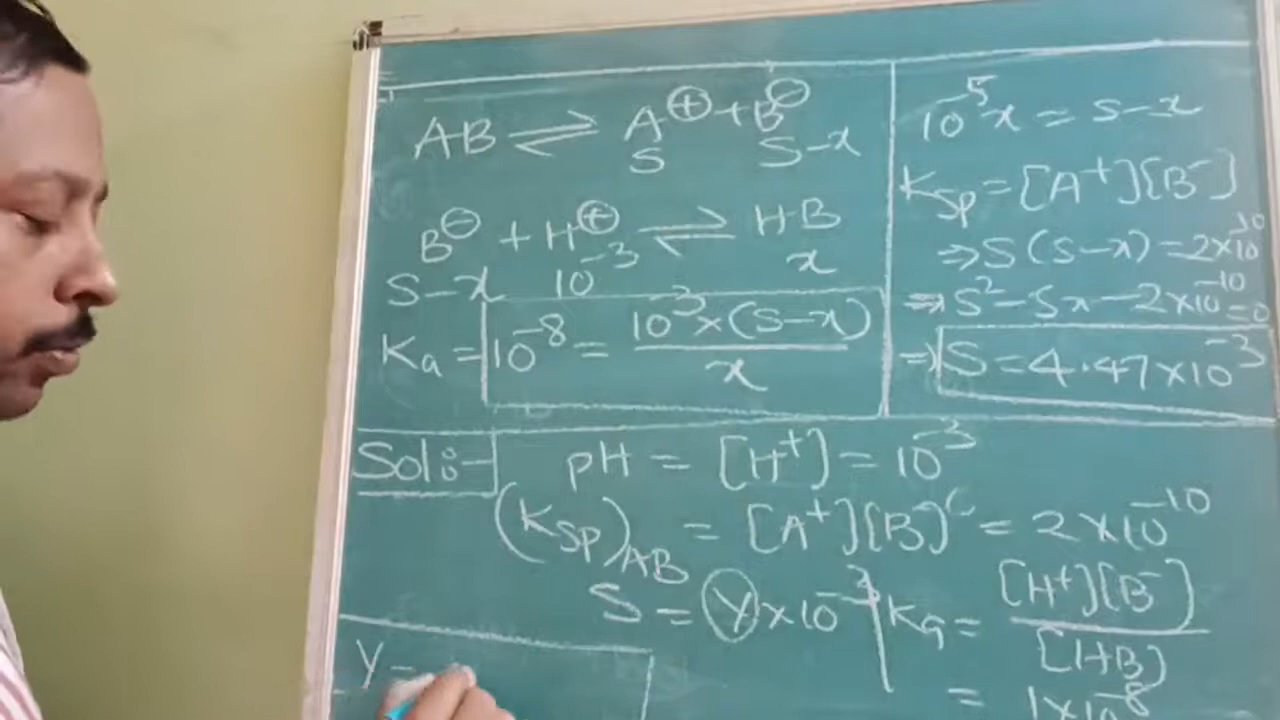 AB ⇌ A⊕ + B⊖
S S-x
B⊖ + H⊕ ⇌ HB
S-x 10⁻³ x
Ka = 10⁻⁸ = 10⁻³×(S-x)
x
10⁻⁵x = S-x
Ksp = [A⁺][B⁻]
⇒ S(S-x) = 2×10⁻¹⁰
⇒ S² - Sx - 2×10⁻¹⁰ = 0
⇒ S = 4.47×10⁻³
Sol:- pH = [H⁺] = 10⁻³
(Ksp)AB = [A⁺][B⁻] = 2×10⁻¹⁰
S = Y×10⁻³
Ka = [H⁺][B⁻]
[HB]
= 1×10⁻⁸
Y =